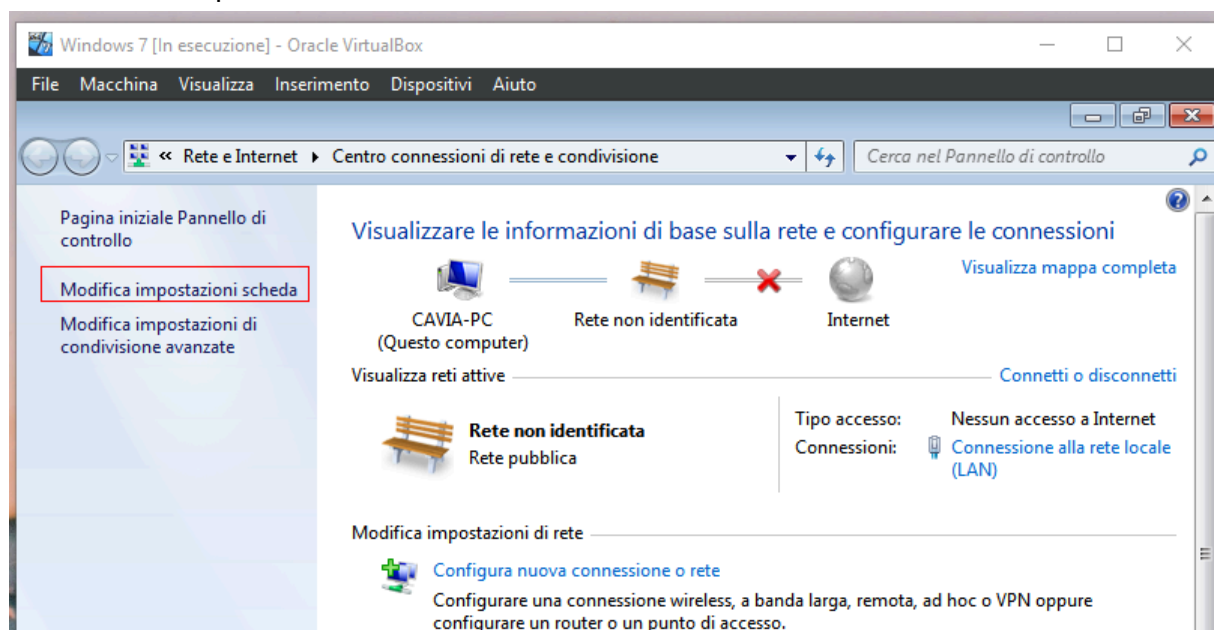 Windows 7 [In esecuzione] - Oracle VirtualBox
File Macchina Visualizza Inserimento Dispositivi Aiuto
« Rete e Internet Centro connessioni di rete e condivisione Cerca nel Pannello di controllo
Pagina iniziale Pannello di
controllo
Modifica impostazioni scheda
Modifica impostazioni di
condivisione avanzate
Visualizzare le informazioni di base sulla rete e configurare le connessioni
Visualizza mappa completa
CAVIA-PC Rete non identificata Internet
(Questo computer)
Visualizza reti attive Connetti o disconnetti
Rete non identificata
Rete pubblica
Tipo accesso: Nessun accesso a Internet
Connessioni: Connessione alla rete locale
(LAN)
Modifica impostazioni di rete
Configura nuova connessione o rete
Configurare una connessione wireless, a banda larga, remota, ad hoc o VPN oppure
configurare un router o un punto di accesso.